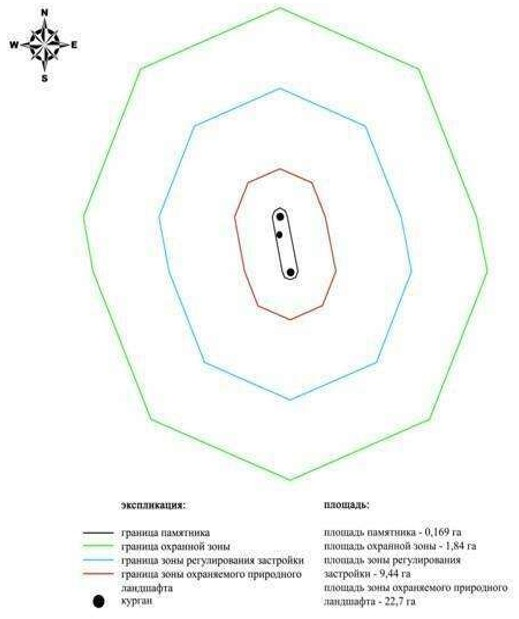 N
W E
S
экспликация:
граница памятника
граница охранной зоны
граница зоны регулирования застройки
граница зоны охраняемого природного
ландшафта
курган
площадь:
площадь памятника - 0,169 га
площадь охранной зоны - 1,84 га
площадь зоны регулирования
застройки - 9,44 га
площадь зоны охраняемого природного
ландшафта - 22,7 га